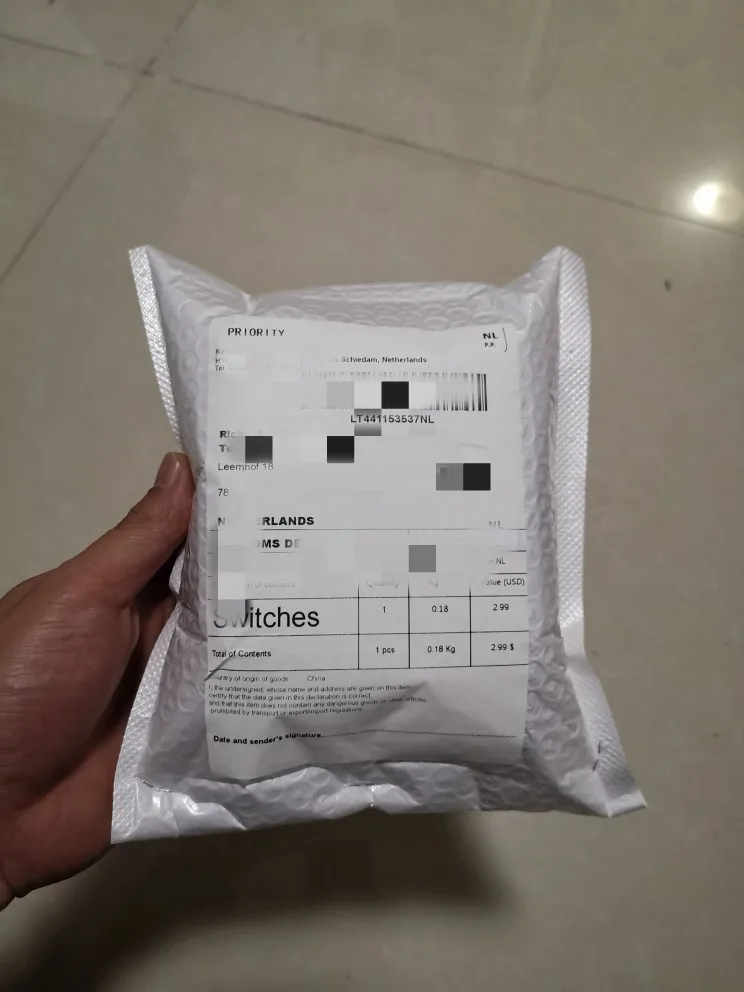 PRIORITY
NL
P.P.
Schiedam, Netherlands
LT441153537NL
Leemhof 18
78
ERLANDS
NL
OMS DE
NL
Quantity
Kg
Value (USD)
Switches 1 0.18 2.99
Total of Contents 1 pcs 0.18 Kg 2.99 $
Country of origin of goods China
I, the undersigned, whose name and address are given on this item
certify that the data given in this declaration is correct,
and that this item does not contain any dangerous goods or
prohibited by transport or export/import regulations.
Date and sender's signature